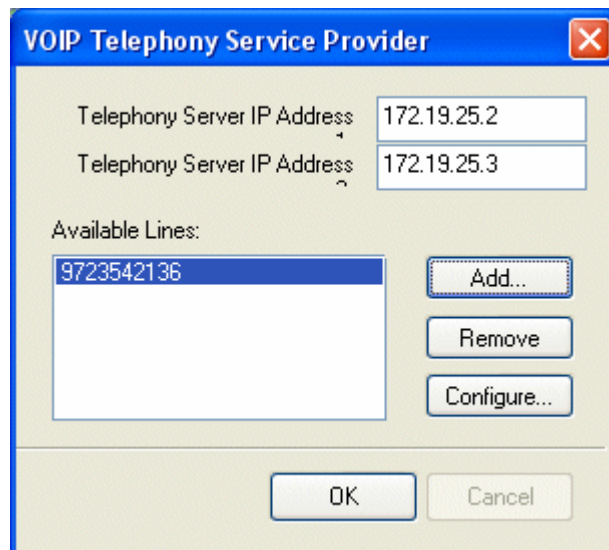 VOIP Telephony Service Provider
Telephony Server IP Address 172.19.25.2
Telephony Server IP Address 172.19.25.3
Available Lines:
9723542136
Add...
Remove
Configure...
OK
Cancel